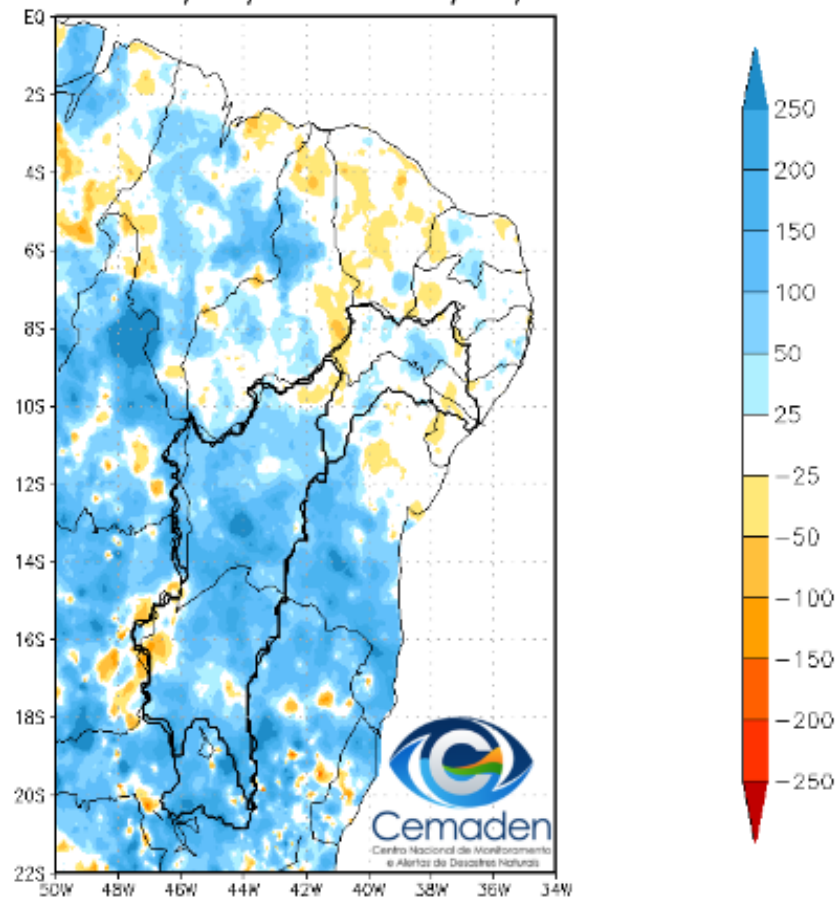 EQ
2S
4S
6S
8S
10S
12S
14S
16S
18S
20S
22S
50W 48W 46W 44W 42W 40W 38W 36W 34W
250
200
150
100
50
25
-25
-50
-100
-150
-200
-250
Cemaden
Centro Nacional de Monitoramento
e Alertas de Desastres Naturais